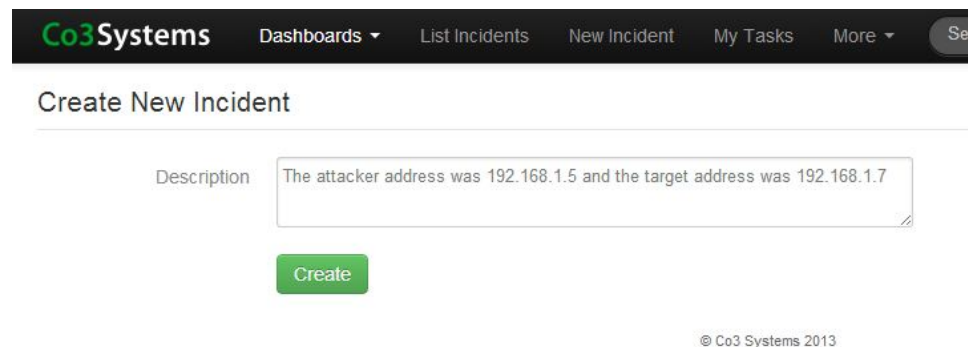 Co3Systems Dashboards List Incidents New Incident My Tasks More Se
Create New Incident
Description The attacker address was 192.168.1.5 and the target address was 192.168.1.7
Create
© Co3 Systems 2013